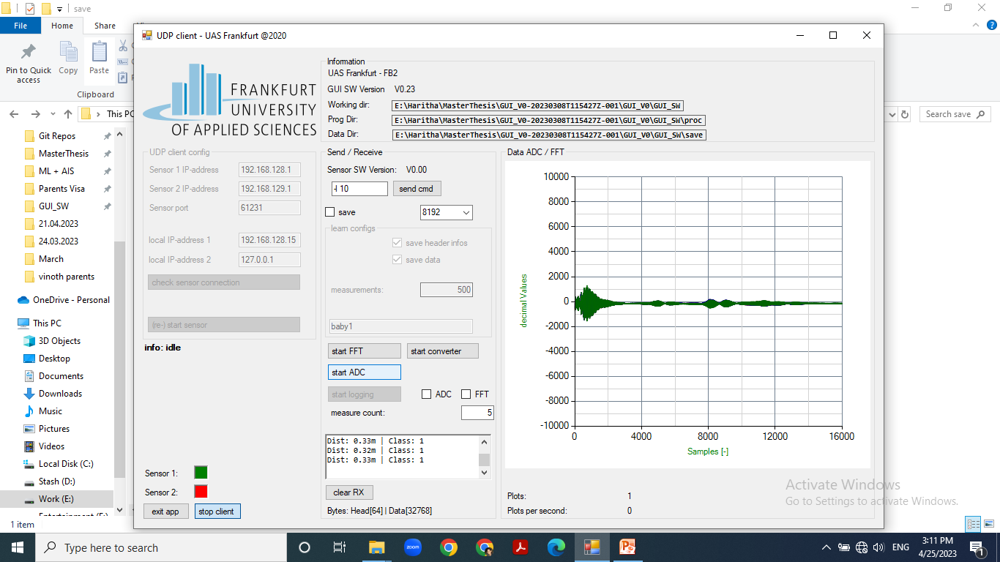 save
File
Home
Share
UDP client - UAS Frankfurt @2020
Pin to Quick
access
Copy
Paste
Clipboard
This PC
Search save
Git Repos
MasterThesis
ML + AIS
Parents Visa
GUI_SW
21.04.2023
24.03.2023
March
vinoth parents
OneDrive - Personal
This PC
3D Objects
Desktop
Documents
Downloads
Music
Pictures
Videos
Local Disk (C:)
Stash (D:)
Work (E:)
1 item
FRANKFURT
UNIVERSITY
OF APPLIED SCIENCES
Information
UAS Frankfurt - FB2
GUI SW Version V0.23
Working dir: E:\Haritha\MasterThesis\GUI_V0-20230308T115427Z-001\GUI_V0\GUI_SW
Prog Dir: E:\Haritha\MasterThesis\GUI_V0-20230308T115427Z-001\GUI_V0\GUI_SW\proc
Data Dir: E:\Haritha\MasterThesis\GUI_V0-20230308T115427Z-001\GUI_V0\GUI_SW\save
UDP client config
Sensor 1 IP-address 192.168.128.1
Sensor 2 IP-address 192.168.129.1
Sensor port 61231
local IP-address 1 192.168.128.15
local IP-address 2 127.0.0.1
check sensor connection
(re-) start sensor
info: idle
Sensor 1:
Sensor 2:
exit app
stop client
Send / Receive
Sensor SW Version: V0.00
-l 10
send cmd
save
8192
learn configs
save header infos
save data
measurements: 500
baby1
start FFT
start converter
start ADC
start logging
ADC
FFT
measure count: 5
Dist: 0.33m | Class: 1
Dist: 0.32m | Class: 1
Dist: 0.33m | Class: 1
clear RX
Bytes: Head[64] | Data[32768]
Data ADC / FFT
10000
8000
6000
4000
2000
0
-2000
-4000
-6000
-8000
-10000
decimal Values
0 4000 8000 12000 16000
Samples [-]
Plots: 1
Plots per second: 0
Activate Windows
Go to Settings to activate Windows.
Type here to search
zoom
ENG
3:11 PM
4/25/2023
1